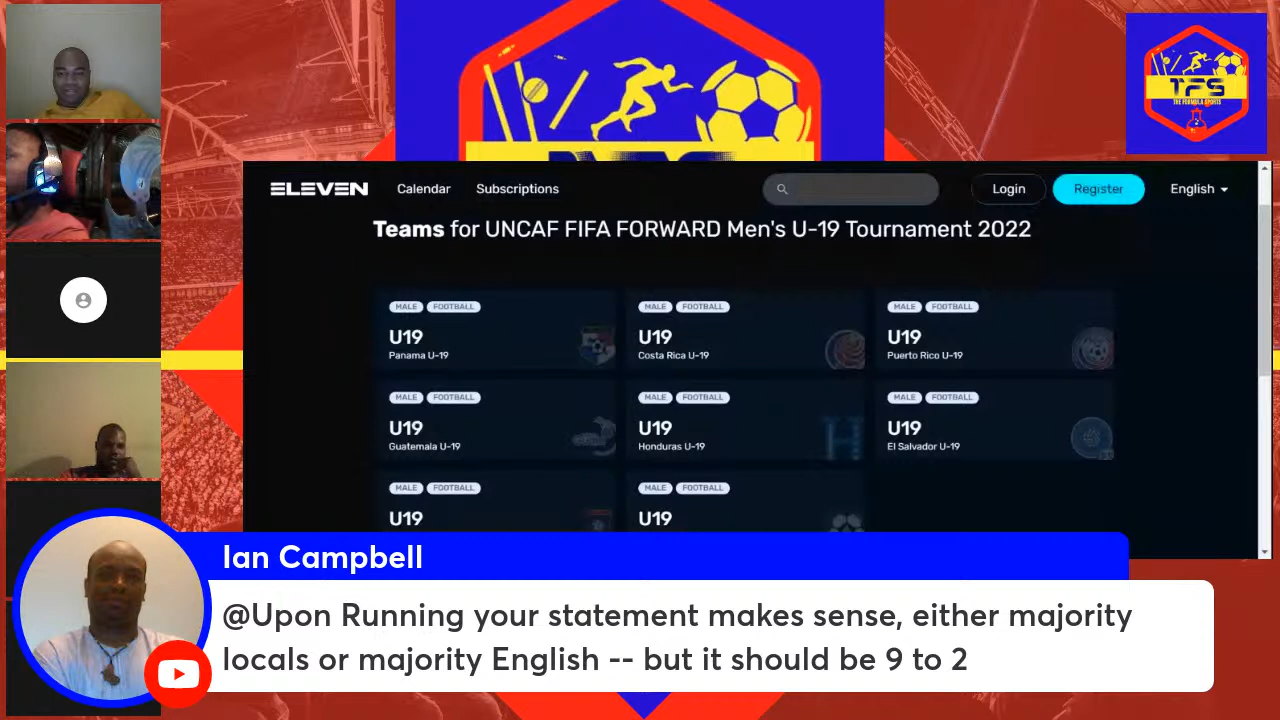 TFS
THE FORMULA SPORTS
ELEVEN Calendar Subscriptions Login Register English
Teams for UNCAF FIFA FORWARD Men's U-19 Tournament 2022
MALE FOOTBALL MALE FOOTBALL MALE FOOTBALL
U19 U19 U19
Panama U-19 Costa Rica U-19 Puerto Rico U-19
MALE FOOTBALL MALE FOOTBALL MALE FOOTBALL
U19 U19 U19
Guatemala U-19 Honduras U-19 El Salvador U-19
MALE FOOTBALL MALE FOOTBALL
U19 U19
Ian Campbell
@Upon Running your statement makes sense, either majority
locals or majority English -- but it should be 9 to 2